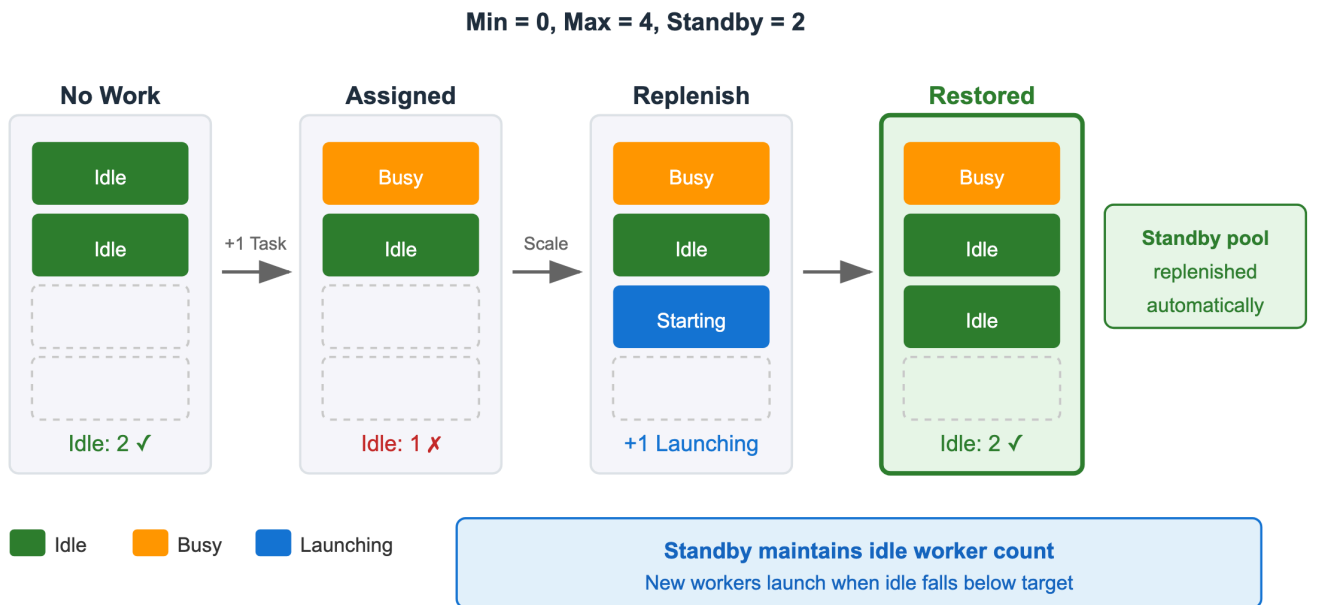 Min = 0, Max = 4, Standby = 2
No Work
Idle
Idle
Idle: 2 ✓
+1 Task
Assigned
Busy
Idle
Idle: 1 ✗
Scale
Replenish
Busy
Idle
Starting
+1 Launching
Restored
Busy
Idle
Idle
Idle: 2 ✓
Standby pool
replenished
automatically
Idle
Busy
Launching
Standby maintains idle worker count
New workers launch when idle falls below target